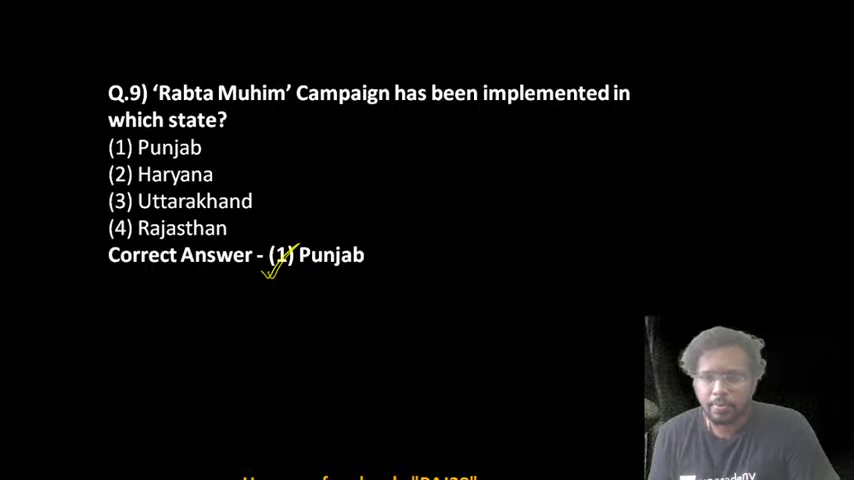 Q.9) ‘Rabta Muhim’ Campaign has been implemented in
which state?
(1) Punjab
(2) Haryana
(3) Uttarakhand
(4) Rajasthan
Correct Answer - (1) Punjab